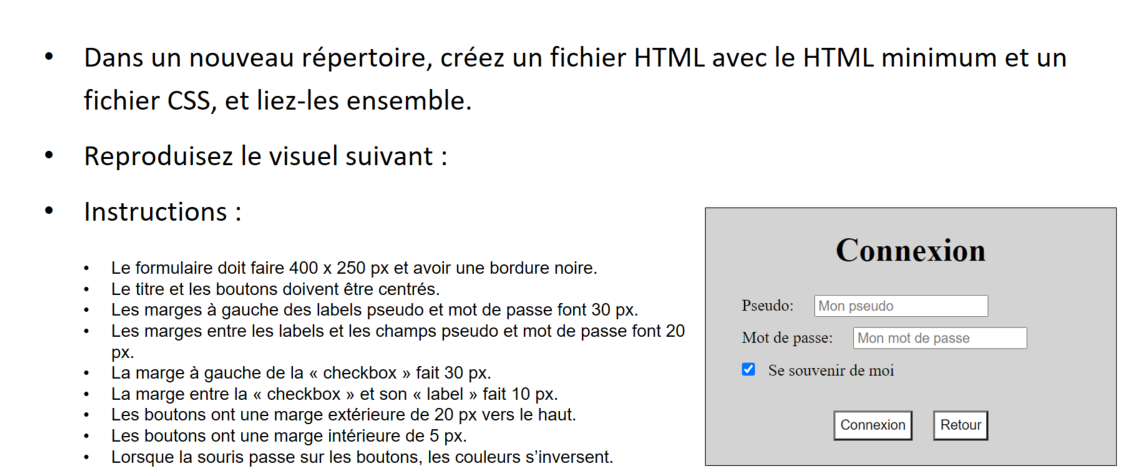 • Dans un nouveau répertoire, créez un fichier HTML avec le HTML minimum et un
fichier CSS, et liez-les ensemble.
• Reproduisez le visuel suivant :
• Instructions :
• Le formulaire doit faire 400 x 250 px et avoir une bordure noire.
• Le titre et les boutons doivent être centrés.
• Les marges à gauche des labels pseudo et mot de passe font 30 px.
• Les marges entre les labels et les champs pseudo et mot de passe font 20
px.
• La marge à gauche de la « checkbox » fait 30 px.
• La marge entre la « checkbox » et son « label » fait 10 px.
• Les boutons ont une marge extérieure de 20 px vers le haut.
• Les boutons ont une marge intérieure de 5 px.
• Lorsque la souris passe sur les boutons, les couleurs s’inversent.
Connexion
Pseudo: Mon pseudo
Mot de passe: Mon mot de passe
Se souvenir de moi
Connexion Retour